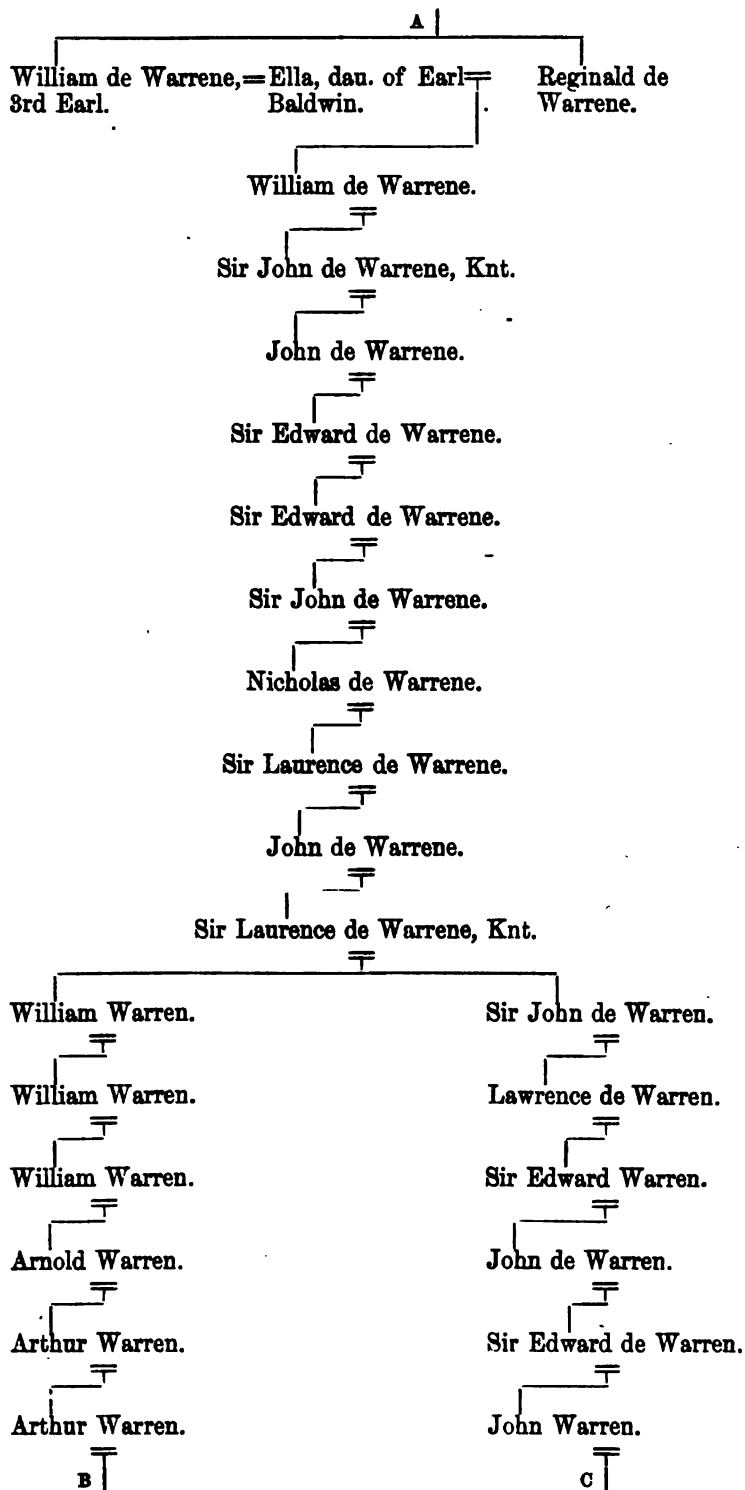 A
William de Warrene, = Ella, dau. of Earl = Reginald de
3rd Earl. Baldwin. Warrene.
William de Warrene.
Sir John de Warrene, Knt.
John de Warrene.
Sir Edward de Warrene.
Sir Edward de Warrene.
Sir John de Warrene.
Nicholas de Warrene.
Sir Laurence de Warrene.
John de Warrene.
Sir Laurence de Warrene, Knt.
William Warren. Sir John de Warren.
William Warren. Lawrence de Warren.
William Warren. Sir Edward Warren.
Arnold Warren. John de Warren.
Arthur Warren. Sir Edward de Warren.
Arthur Warren. John Warren.
B C